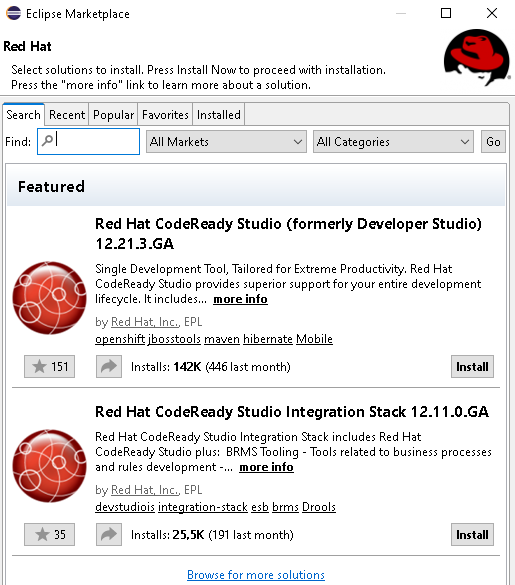 Eclipse Marketplace
Red Hat
Select solutions to install. Press Install Now to proceed with installation.
Press the "more info" link to learn more about a solution.
Search Recent Popular Favorites Installed
Find: All Markets All Categories Go
Featured
Red Hat CodeReady Studio (formerly Developer Studio)
12.21.3.GA
Single Development Tool, Tailored for Extreme Productivity. Red Hat
CodeReady Studio provides superior support for your entire development
lifecycle. It includes... more info
by Red Hat, Inc., EPL
openshift jbosstools maven hibernate Mobile
151 Installs: 142K (446 last month) Install
Red Hat CodeReady Studio Integration Stack 12.11.0.GA
Red Hat CodeReady Studio Integration Stack includes Red Hat
CodeReady Studio plus: BRMS Tooling - Tools related to business processes
and rules development -... more info
by Red Hat, Inc., EPL
devstudiois integration-stack esb brms Drools
35 Installs: 25,5K (191 last month) Install
Browse for more solutions